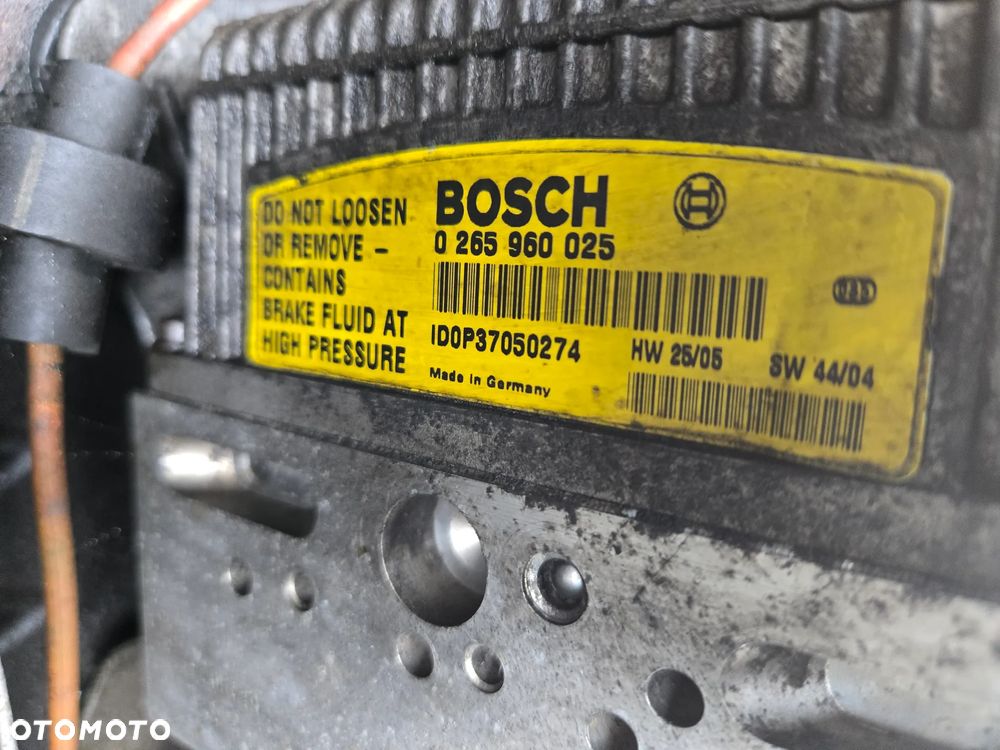 DO NOT LOOSEN
OR REMOVE –
CONTAINS
BRAKE FLUID AT
HIGH PRESSURE
BOSCH
0 265 960 025
ID0P37050274
Made in Germany
HW 25/05
SW 44/04
OTOMOTO